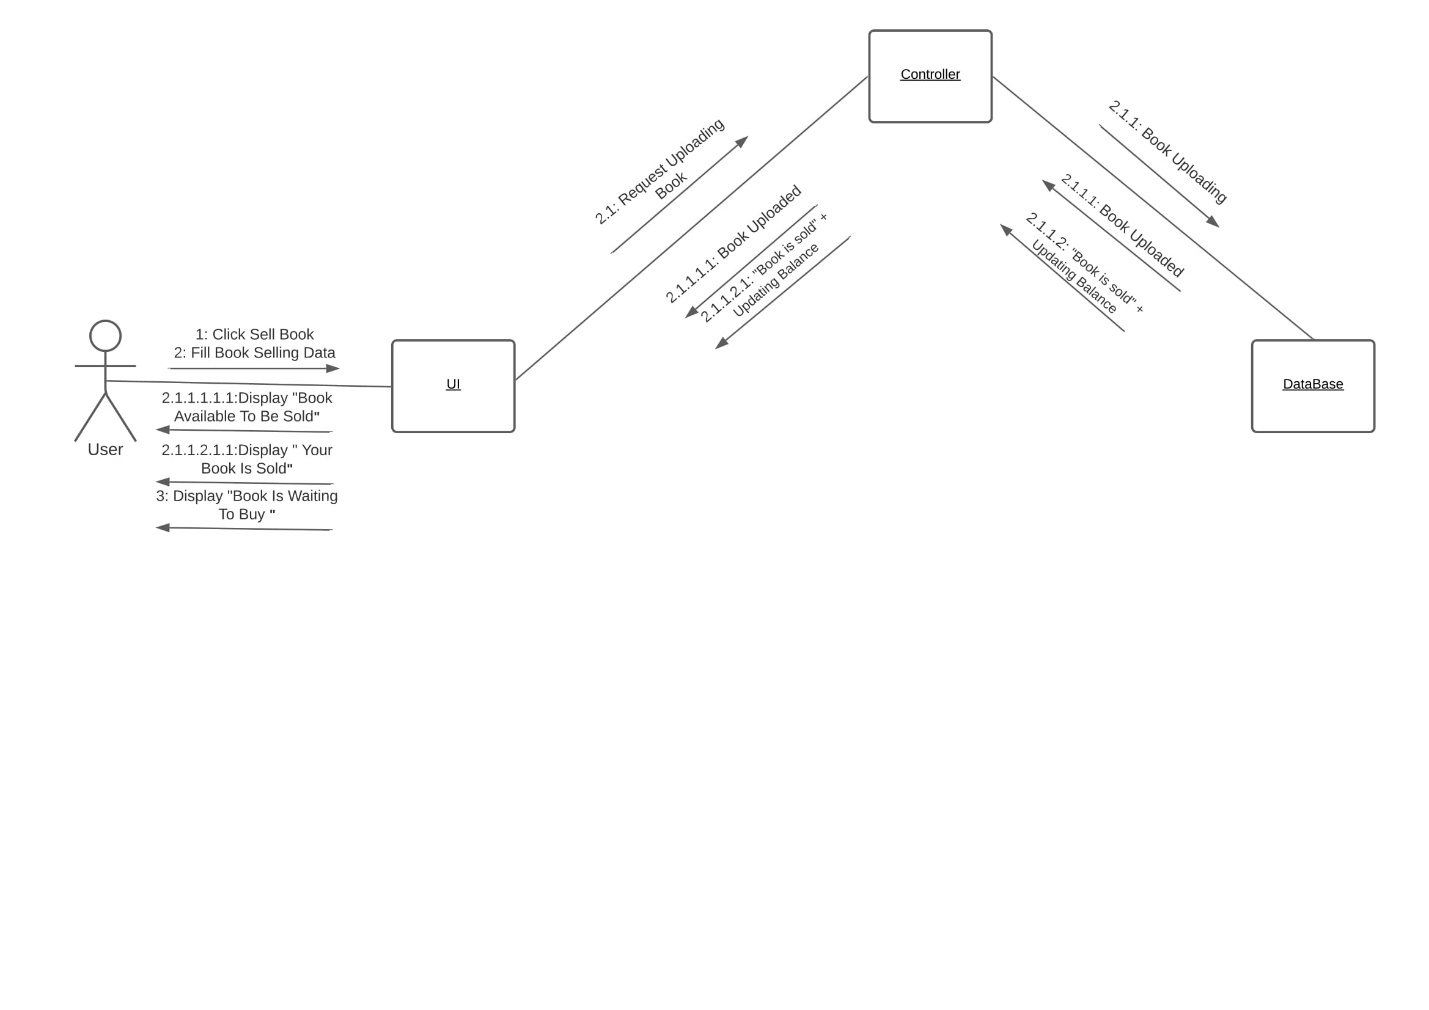 Controller
2.1: Request Uploading
Book
2.1.1.1.1: Book Uploaded
2.1.1.2.1: "Book is sold" +
Updating Balance
2.1.1: Book Uploading
2.1.1.1: Book Uploaded
2.1.1.2: "Book is sold" +
Updating Balance
1: Click Sell Book
2: Fill Book Selling Data
UI
DataBase
2.1.1.1.1.1:Display "Book
Available To Be Sold"
User
2.1.1.2.1.1:Display " Your
Book Is Sold"
3: Display "Book Is Waiting
To Buy "